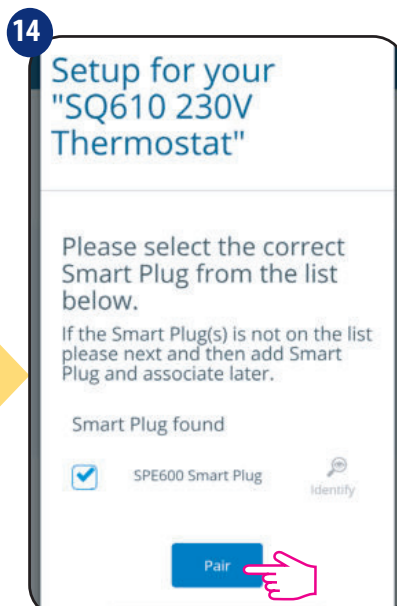 14
Setup for your
"SQ610 230V
Thermostat"
Please select the correct
Smart Plug from the list
below.
If the Smart Plug(s) is not on the list
please next and then add Smart
Plug and associate later.
Smart Plug found
SPE600 Smart Plug
Identify
Pair